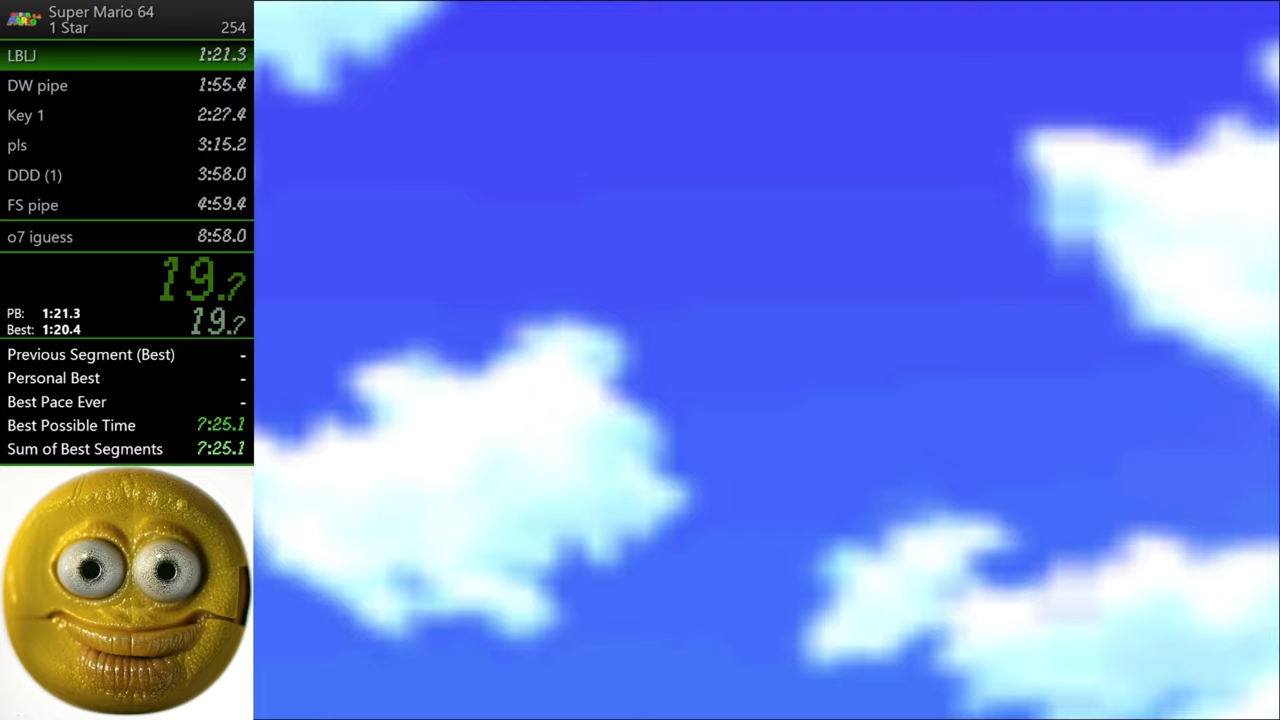 Super Mario 64
1 Star 254
LBLJ 1:21.3
DW pipe 1:55.4
Key 1 2:27.4
pls 3:15.2
DDD (1) 3:58.0
FS pipe 4:59.4
o7 iguess 8:58.0
19.7
PB: 1:21.3
Best: 1:20.4 19.7
Previous Segment (Best) -
Personal Best -
Best Pace Ever -
Best Possible Time 7:25.1
Sum of Best Segments 7:25.1